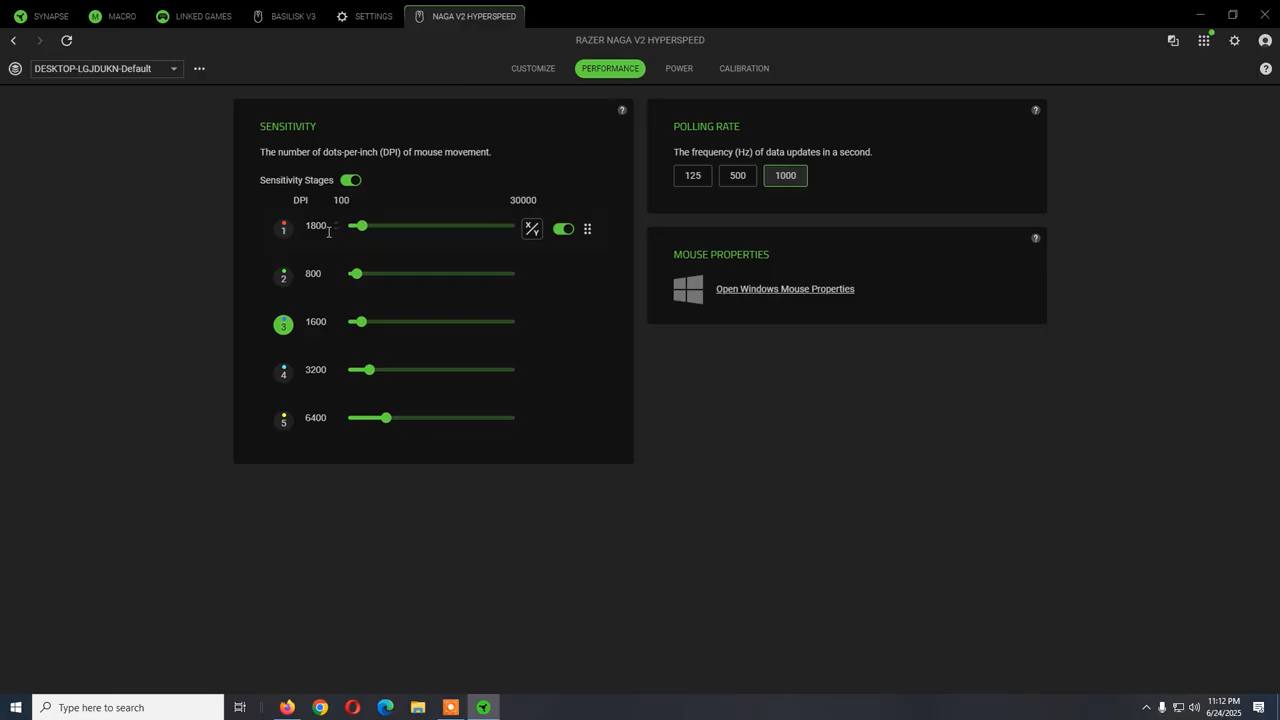 SYNAPSE
MACRO
LINKED GAMES
BASILISK V3
SETTINGS
NAGA V2 HYPERSPEED
RAZER NAGA V2 HYPERSPEED
DESKTOP-LGJDUKN-Default
CUSTOMIZE
PERFORMANCE
POWER
CALIBRATION
SENSITIVITY
The number of dots-per-inch (DPI) of mouse movement.
Sensitivity Stages
DPI 100 30000
1 1800 X/Y
2 800
3 1600
4 3200
5 6400
POLLING RATE
The frequency (Hz) of data updates in a second.
125 500 1000
MOUSE PROPERTIES
Open Windows Mouse Properties
Type here to search
11:12 PM
6/24/2025